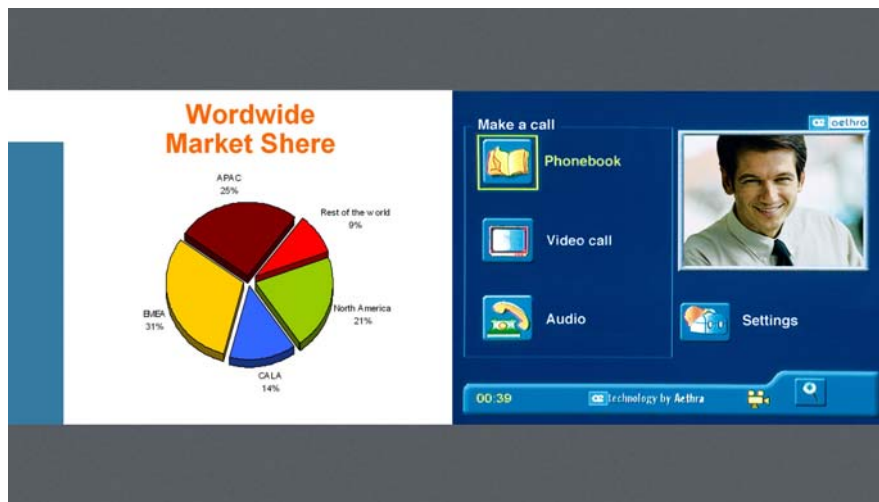 Wordwide
Market Shere
APAC
25%
Rest of the world
9%
North America
21%
CALA
14%
EMEA
31%
Make a call
aethra
Phonebook
Video call
Audio
Settings
00:39
technology by Aethra